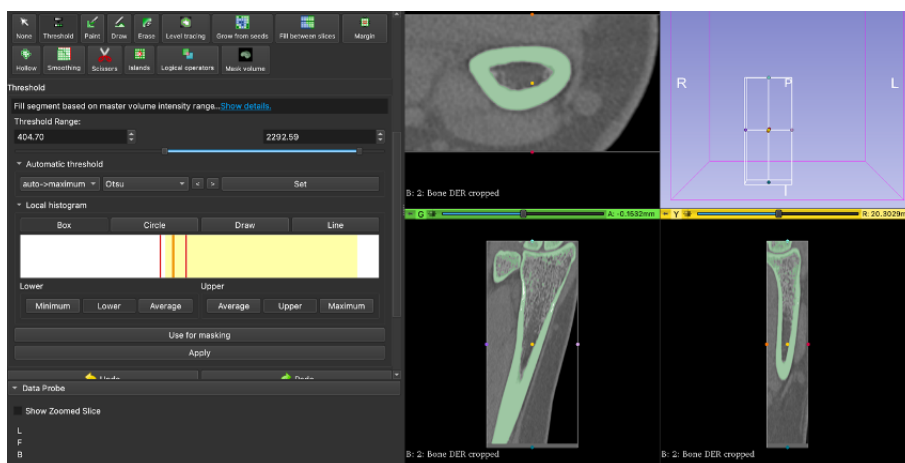 None Threshold Paint Draw Erase Level tracing Grow from seeds Fill between slices Margin
Hollow Smoothing Scissors Islands Logical operators Mask volume
Threshold
Fill segment based on master volume intensity range...Show details.
Threshold Range:
404.70 2292.59
Automatic threshold
auto->maximum Otsu < > Set
Local histogram
Box Circle Draw Line
Lower Upper
Minimum Lower Average Average Upper Maximum
Use for masking
Apply
Undo Redo
Data Probe
Show Zoomed Slice
L
F
B
B: 2: Bone DER cropped
R P L
I
G A: -0.1532mm
Y R: 20.3029m
B: 2: Bone DER cropped
B: 2: Bone DER cropped